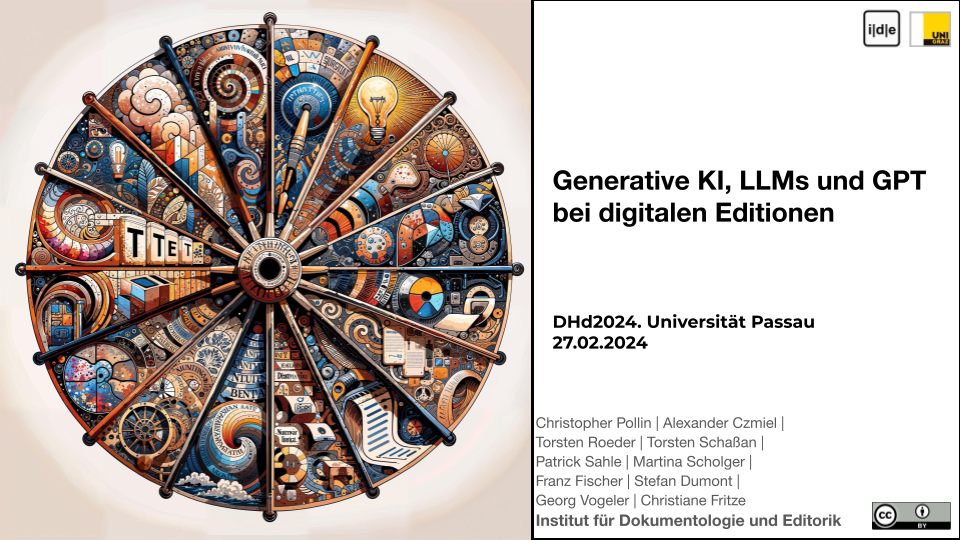 i|d|e
UNI
GRAZ
Generative KI, LLMs und GPT
bei digitalen Editionen
DHd2024. Universität Passau
27.02.2024
Christopher Pollin | Alexander Czmiel |
Torsten Roeder | Torsten Schaßan |
Patrick Sahle | Martina Scholger |
Franz Fischer | Stefan Dumont |
Georg Vogeler | Christiane Fritze
Institut für Dokumentologie und Editorik
cc
BY